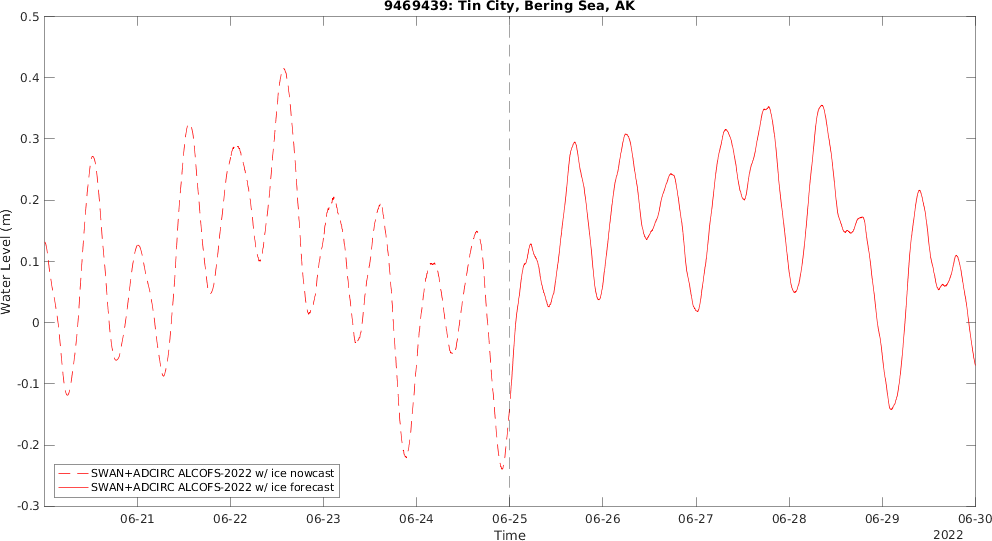 9469439: Tin City, Bering Sea, AK
Water Level (m)
0.5
0.4
0.3
0.2
0.1
0
-0.1
-0.2
-0.3
SWAN+ADCIRC ALCOFS-2022 w/ ice nowcast
SWAN+ADCIRC ALCOFS-2022 w/ ice forecast
06-21 06-22 06-23 06-24 06-25 06-26 06-27 06-28 06-29 06-30
Time
2022